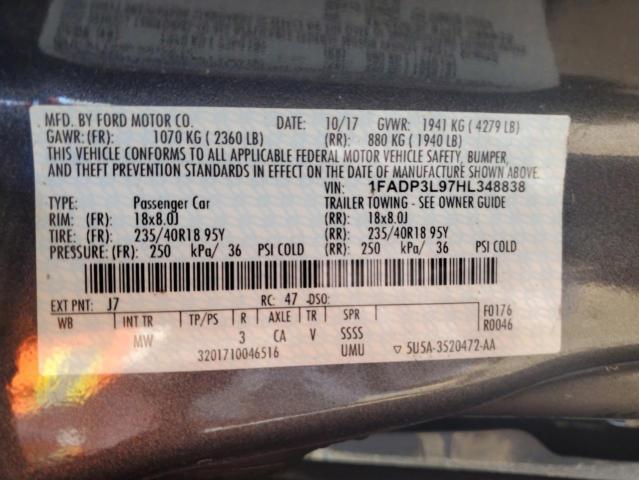 MFD. BY FORD MOTOR CO. DATE: 10/17 GVWR: 1941 KG ( 4279 LB)
GAWR: (FR): 1070 KG ( 2360 LB) (RR): 880 KG ( 1940 LB)
THIS VEHICLE CONFORMS TO ALL APPLICABLE FEDERAL MOTOR VEHICLE SAFETY, BUMPER,
AND THEFT PREVENTION STANDARDS IN EFFECT ON THE DATE OF MANUFACTURE SHOWN ABOVE.
VIN: 1FADP3L97HL348838
TYPE: Passenger Car TRAILER TOWING - SEE OWNER GUIDE
RIM: (FR) 18x8.0J (RR): 18x8.0J
TIRE: (FR): 235/40R18 95Y (RR): 235/40R18 95Y
PRESSURE: (FR): 250 kPa/ 36 PSI COLD (RR): 250 kPa/ 36 PSI COLD
EXT PNT: J7 RC: 47 DSO:
WB INT TR TP/PS R AXLE TR SPR F0176
MW 3 CA V SSSS R0046
3201710046516 UMU ▽ 5U5A-3520472-AA